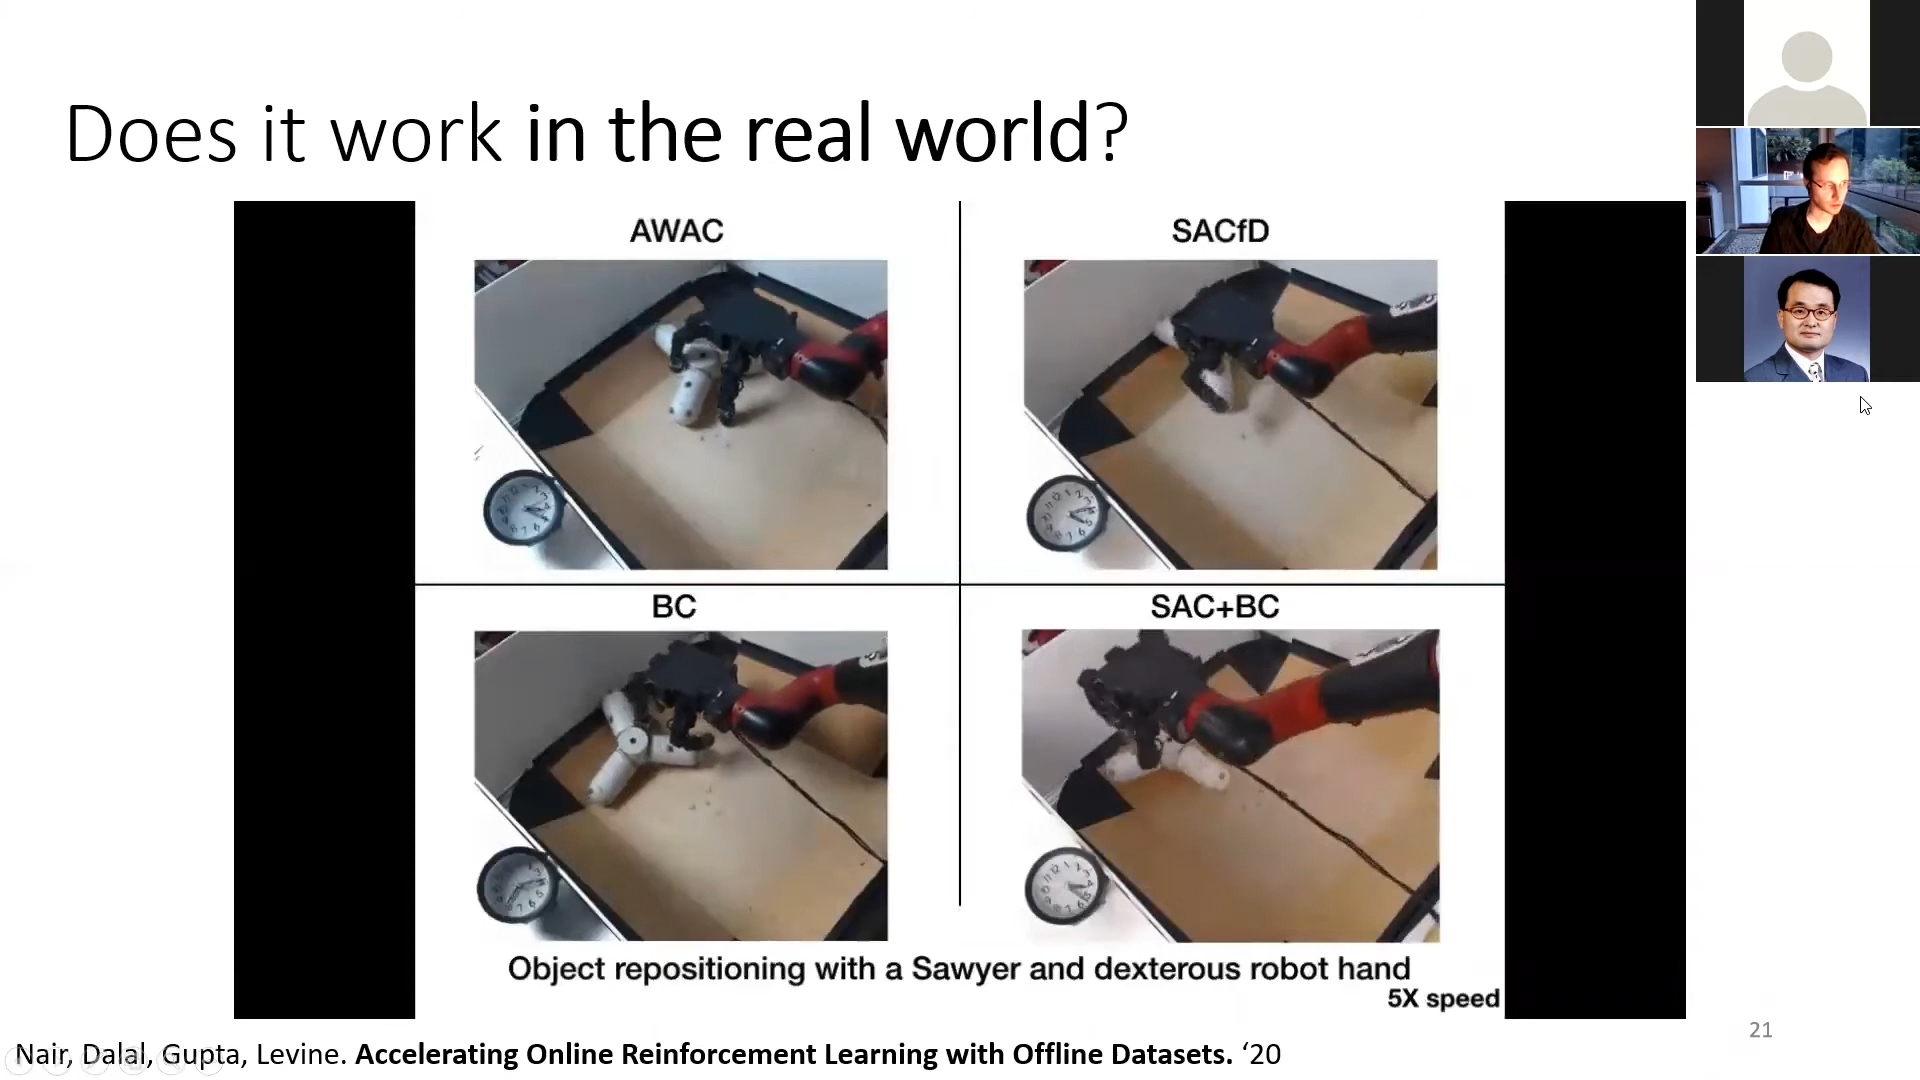 Does it work in the real world?
AWAC
SACfD
BC
SAC+BC
Object repositioning with a Sawyer and dexterous robot hand
5X speed
21
Nair, Dalal, Gupta, Levine. Accelerating Online Reinforcement Learning with Offline Datasets. ‘20